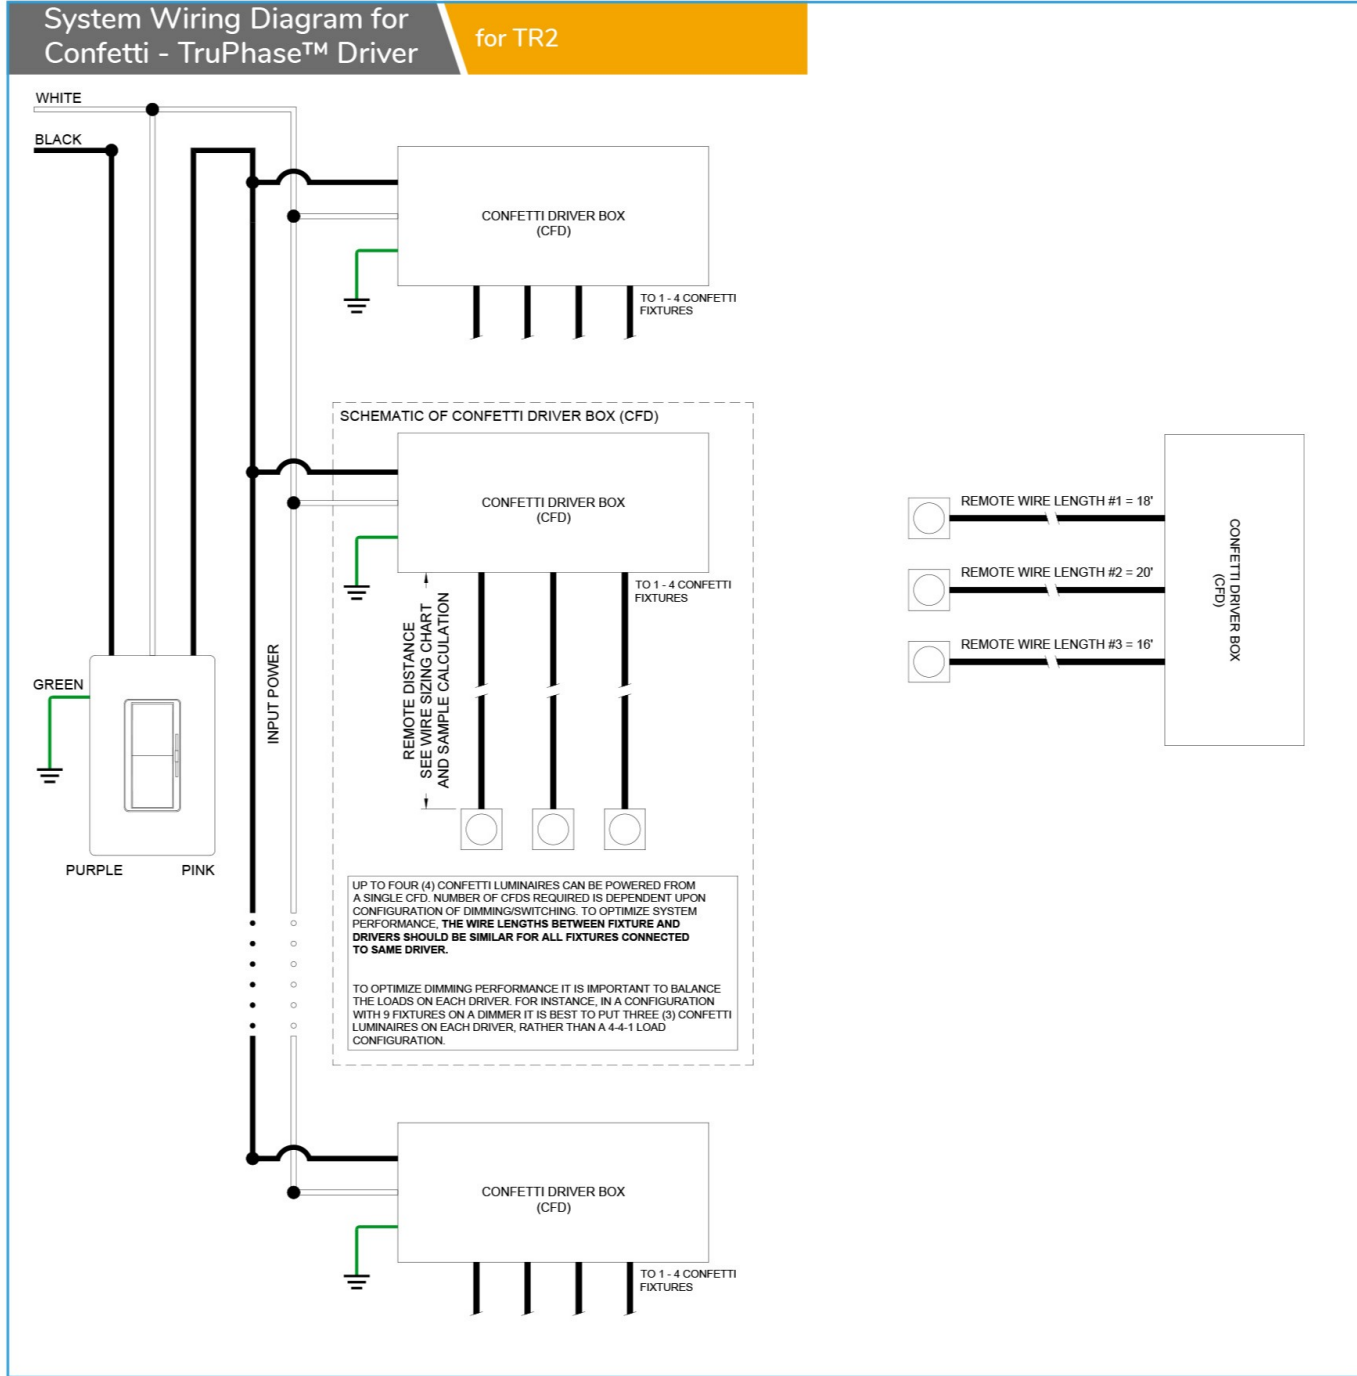 System Wiring Diagram for
Confetti - TruPhase™ Driver
for TR2
WHITE
BLACK
CONFETTI DRIVER BOX
(CFD)
TO 1 - 4 CONFETTI
FIXTURES
SCHEMATIC OF CONFETTI DRIVER BOX (CFD)
CONFETTI DRIVER BOX
(CFD)
TO 1 - 4 CONFETTI
FIXTURES
REMOTE DISTANCE
SEE WIRE SIZING CHART
AND SAMPLE CALCULATION
INPUT POWER
GREEN
PURPLE
PINK
UP TO FOUR (4) CONFETTI LUMINAIRES CAN BE POWERED FROM
A SINGLE CFD. NUMBER OF CFDS REQUIRED IS DEPENDENT UPON
CONFIGURATION OF DIMMING/SWITCHING. TO OPTIMIZE SYSTEM
PERFORMANCE, THE WIRE LENGTHS BETWEEN FIXTURE AND
DRIVERS SHOULD BE SIMILAR FOR ALL FIXTURES CONNECTED
TO SAME DRIVER.
TO OPTIMIZE DIMMING PERFORMANCE IT IS IMPORTANT TO BALANCE
THE LOADS ON EACH DRIVER. FOR INSTANCE, IN A CONFIGURATION
WITH 9 FIXTURES ON A DIMMER IT IS BEST TO PUT THREE (3) CONFETTI
LUMINAIRES ON EACH DRIVER, RATHER THAN A 4-4-1 LOAD
CONFIGURATION.
CONFETTI DRIVER BOX
(CFD)
TO 1 - 4 CONFETTI
FIXTURES
REMOTE WIRE LENGTH #1 = 18'
REMOTE WIRE LENGTH #2 = 20'
REMOTE WIRE LENGTH #3 = 16'
CONFETTI DRIVER BOX
(CFD)